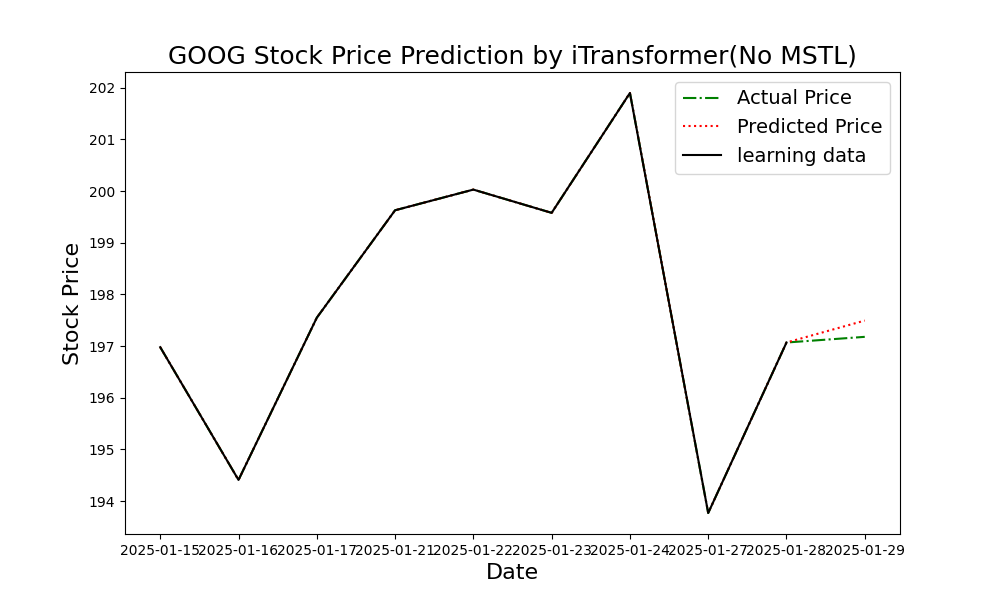 GOOG Stock Price Prediction by iTransformer(No MSTL)
Actual Price
Predicted Price
learning data
Stock Price
202
201
200
199
198
197
196
195
194
2025-01-15 2025-01-16 2025-01-17 2025-01-21 2025-01-22 2025-01-23 2025-01-24 2025-01-27 2025-01-28 2025-01-29
Date